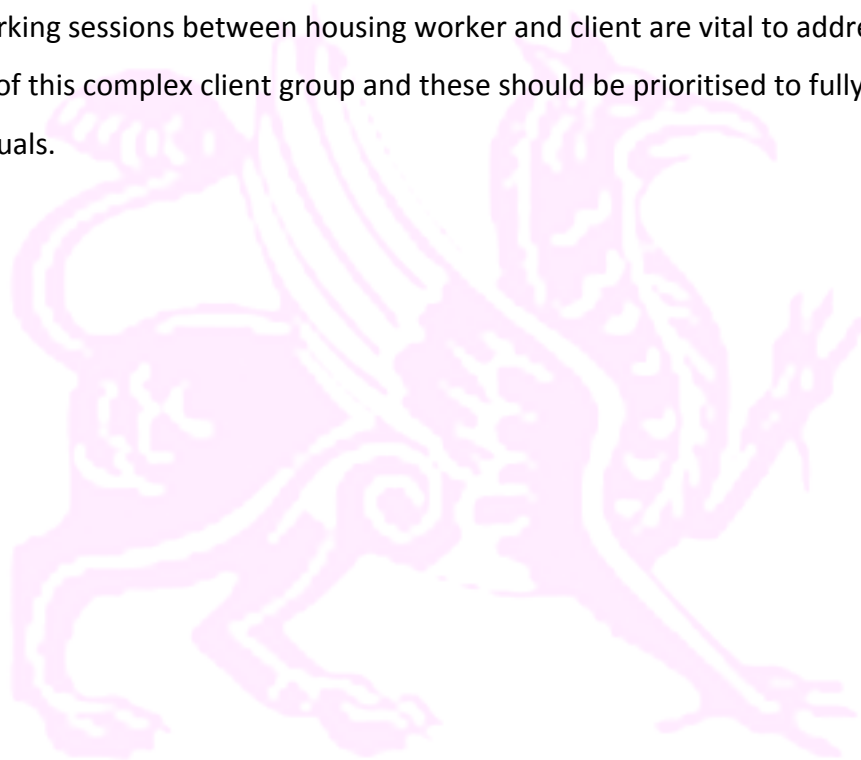 rking sessions between housing worker and client are vital to addre
of this complex client group and these should be prioritised to fully
uals.